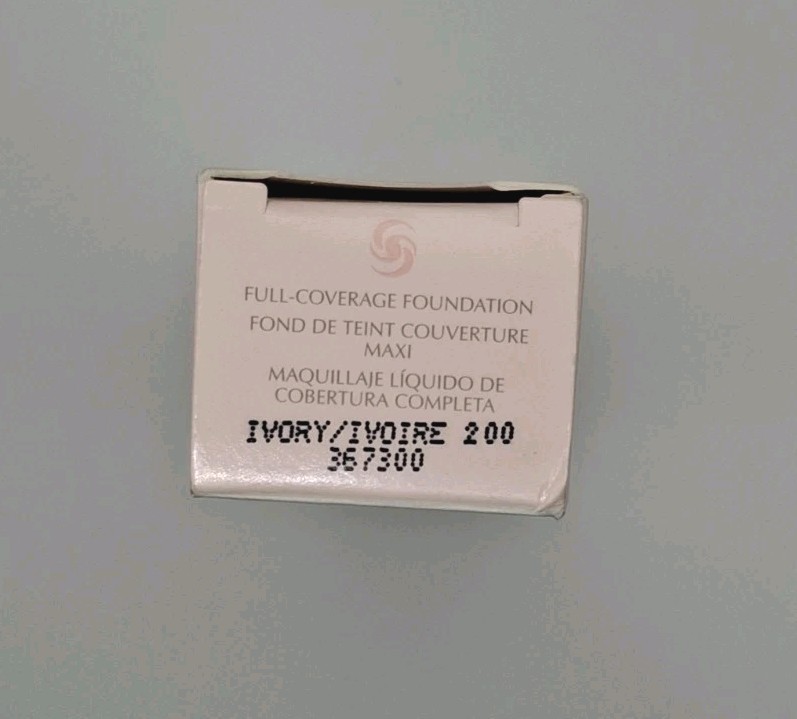 FULL-COVERAGE FOUNDATION
FOND DE TEINT COUVERTURE
MAXI
MAQUILLAJE LÍQUIDO DE
COBERTURA COMPLETA
IVORY/IVOIRE 200
367300